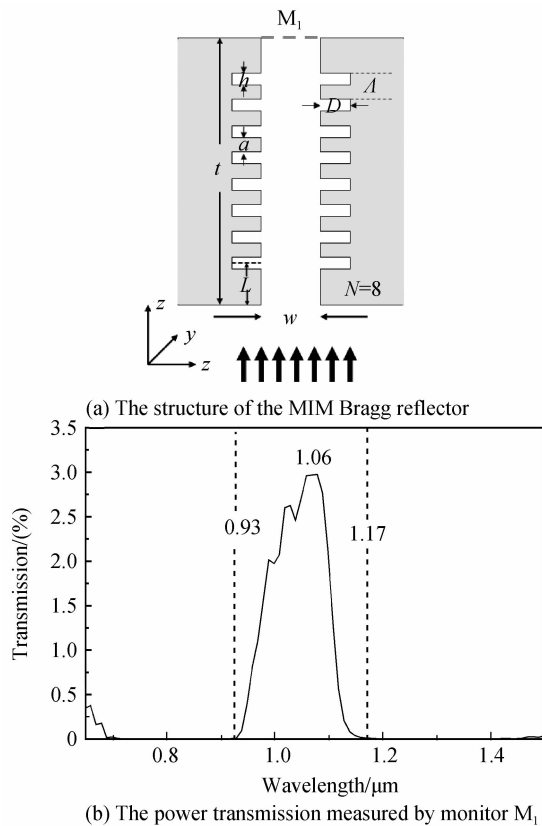 M₁
h
Λ
D
a
t
L
N=8
z
w
y
z
(a) The structure of the MIM Bragg reflector
3.5
3.0
1.06
2.5
0.93
1.17
2.0
1.5
1.0
0.5
0
Transmission/(%)
0.8
1.0
1.2
1.4
Wavelength/μm
(b) The power transmission measured by monitor M₁